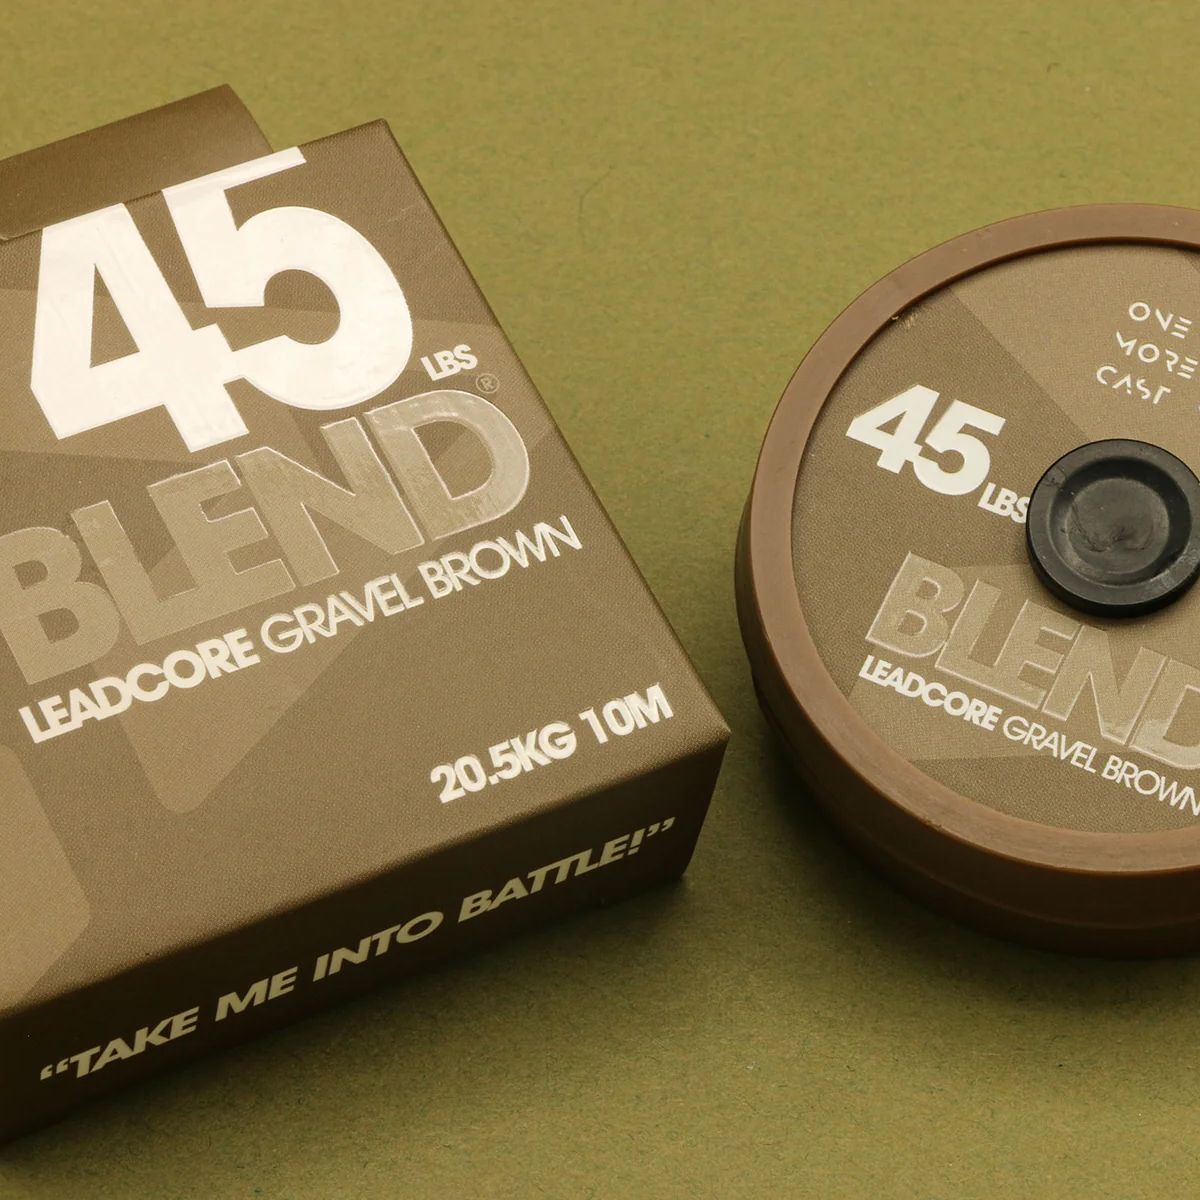 45
LBS
BLEND®
LEADCORE GRAVEL BROWN
20.5KG 10M
“TAKE ME INTO BATTLE!”
ONE
MORE
CAST
45
LBS
BLEND
LEADCORE GRAVEL BROWN